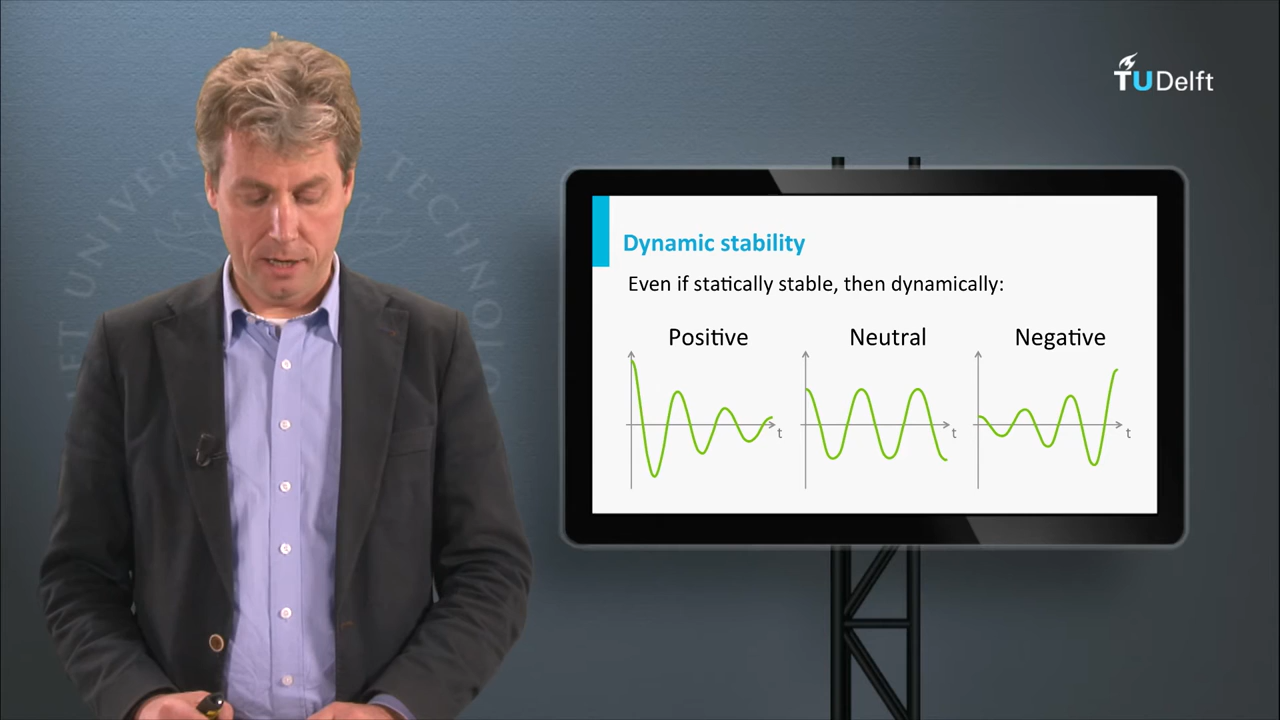 TUDelft
Dynamic stability
Even if statically stable, then dynamically:
Positive Neutral Negative
t t t